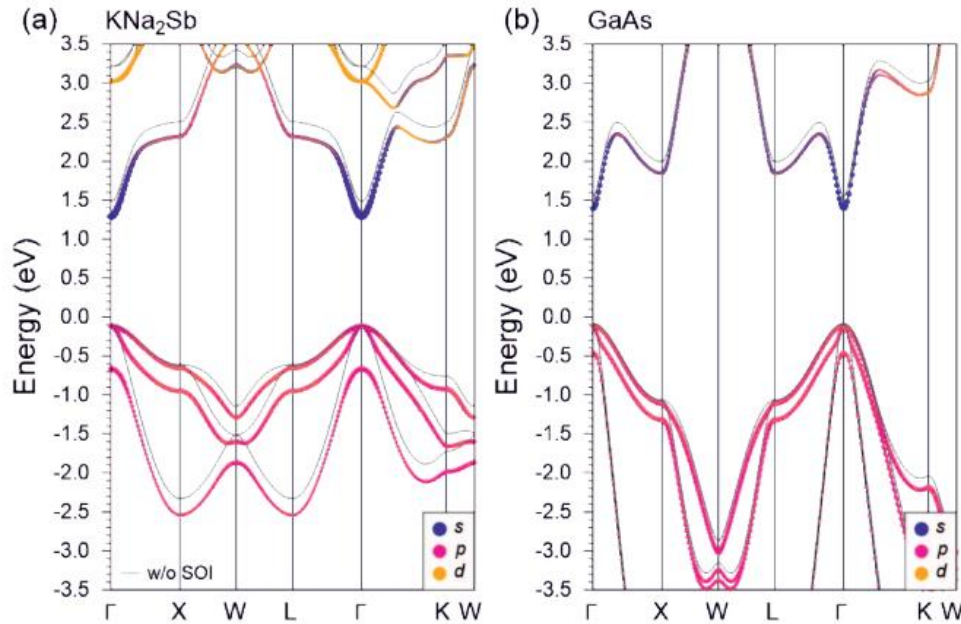 (a) KNa₂Sb
3.5
3.0
2.5
2.0
1.5
1.0
0.5
0.0
-0.5
-1.0
-1.5
-2.0
-2.5
-3.0
-3.5
Energy (eV)
w/o SOI
s
p
d
Γ X W L Γ K W
(b) GaAs
3.5
3.0
2.5
2.0
1.5
1.0
0.5
0.0
-0.5
-1.0
-1.5
-2.0
-2.5
-3.0
-3.5
Energy (eV)
s
p
d
Γ X W L Γ K W